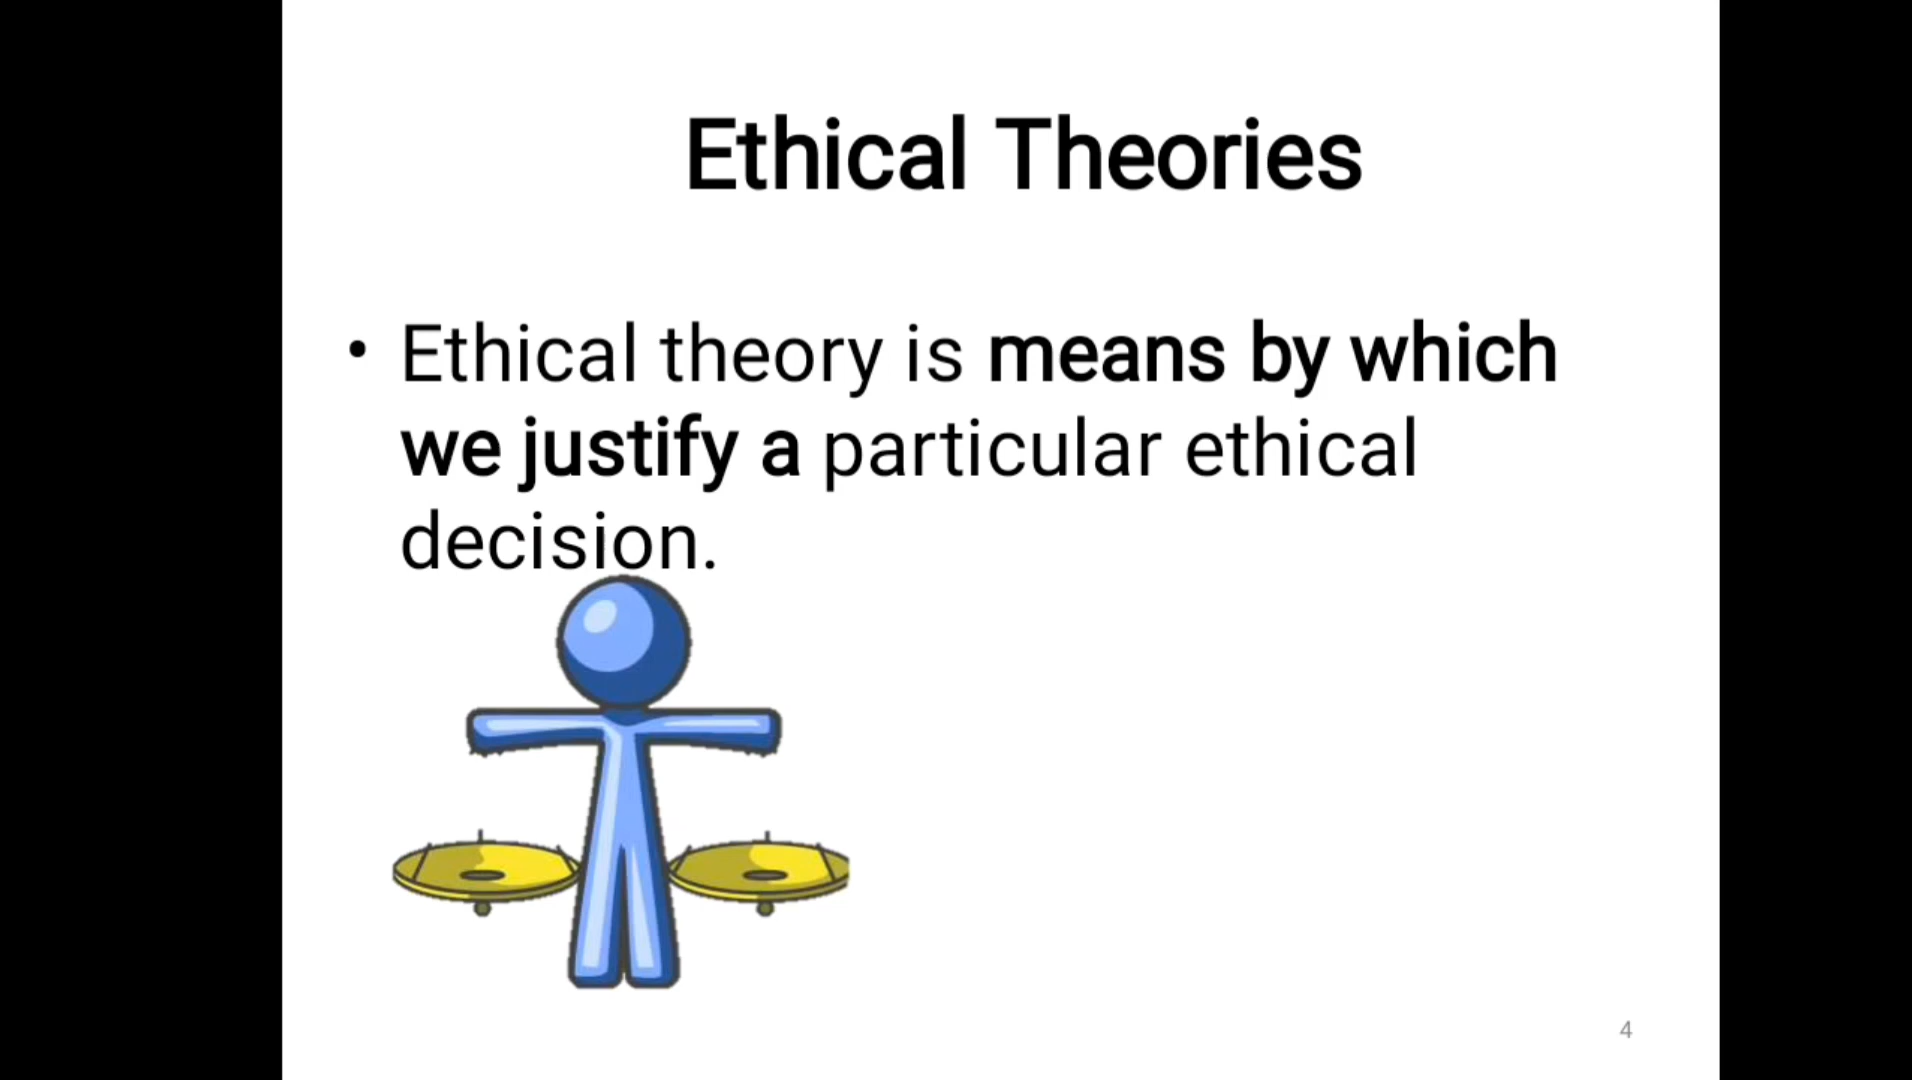 Ethical Theories
• Ethical theory is means by which
we justify a particular ethical
decision.
4